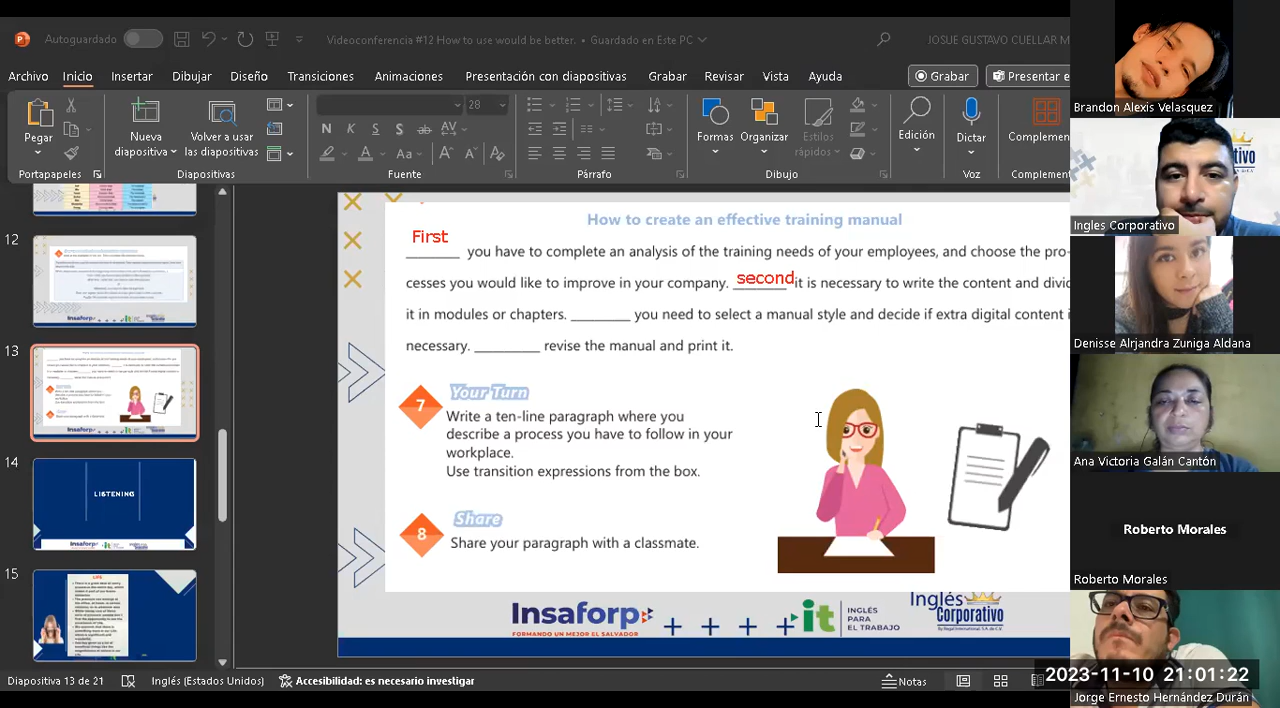 Autoguardado
Videoconferencia #12 How to use would be better. • Guardado en Este PC
JOSUE GUSTAVO CUELLAR M
Archivo Inicio Insertar Dibujar Diseño Transiciones Animaciones Presentación con diapositivas Grabar Revisar Vista Ayuda
Grabar
Presentar e
Pegar
Nueva
diapositiva
Volver a usar
las diapositivas
28
N K S S ab AV
A Aa A A A
Formas
Organizar
Estilos
rápidos
Edición
Dictar
Complemen
Portapapeles
Diapositivas
Fuente
Párrafo
Dibujo
Voz
Complement
12
13
14
LISTENING
15
LIFE
How to create an effective training manual
First
_______ you have to complete an analysis of the training needs of your employees, and choose the pro-
cesses you would like to improve in your company. second it is necessary to write the content and divid
it in modules or chapters. ________ you need to select a manual style and decide if extra digital content i
necessary. _________ revise the manual and print it.
7
Your Turn
Write a ten-line paragraph where you
describe a process you have to follow in your
workplace.
Use transition expressions from the box.
8
Share
Share your paragraph with a classmate.
insaforp
FORMANDO UN MEJOR EL SALVADOR
it
INGLÉS
PARA
EL TRABAJO
Inglés
Corporativo
Diapositiva 13 de 21
Inglés (Estados Unidos)
Accesibilidad: es necesario investigar
Notas
Brandon Alexis Velasquez
Ingles Corporativo
Denisse Alrjandra Zuniga Aldana
Ana Victoria Galán Cantón
Roberto Morales
Roberto Morales
2023-11-10 21:01:22
Jorge Ernesto Hernández Durán